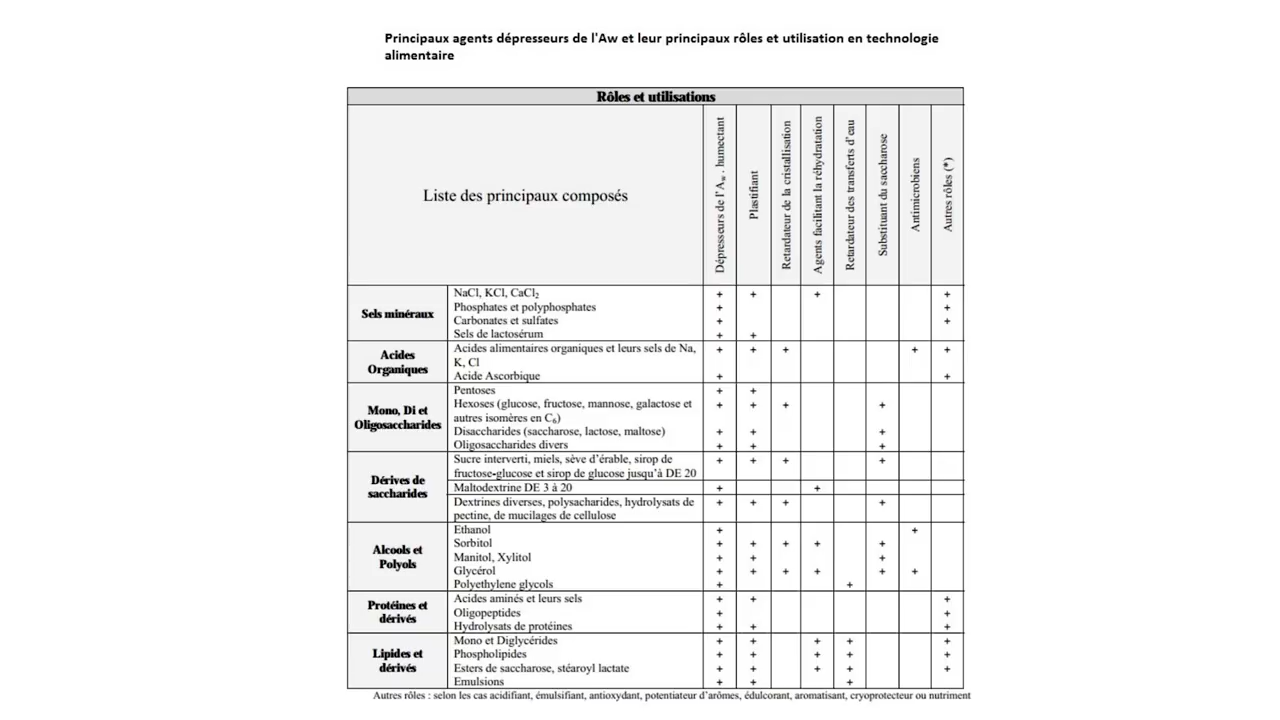 Principaux agents dépresseurs de l'Aw et leur principaux rôles et utilisation en technologie
alimentaire
Rôles et utilisations
Liste des principaux composés
Dépresseurs de l'Aw, humectant
Plastifiant
Retardateur de la cristallisation
Agents facilitant la réhydratation
Retardateur des transferts d'eau
Substituant du saccharose
Antimicrobiens
Autres rôles (*)
Sels minéraux
NaCl, KCl, CaCl₂ + + + +
Phosphates et polyphosphates + +
Carbonates et sulfates + +
Sels de lactosérum + +
Acides
Organiques
Acides alimentaires organiques et leurs sels de Na, + + + + +
K, Cl
Acide Ascorbique + +
Mono, Di et
Oligosaccharides
Pentoses + +
Hexoses (glucose, fructose, mannose, galactose et + + + +
autres isomères en C₆)
Disaccharides (saccharose, lactose, maltose) + + +
Oligosaccharides divers + + +
Dérives de
saccharides
Sucre interverti, miels, sève d'érable, sirop de + + + +
fructose-glucose et sirop de glucose jusqu'à DE 20
Maltodextrine DE 3 à 20 + +
Dextrines diverses, polysacharides, hydrolysats de + + + +
pectine, de mucilages de cellulose
Alcools et
Polyols
Ethanol + +
Sorbitol + + + + +
Manitol, Xylitol + + +
Glycérol + + + + + +
Polyethylene glycols + +
Protéines et
dérivés
Acides aminés et leurs sels + + +
Oligopeptides + +
Hydrolysats de protéines + + +
Lipides et
dérivés
Mono et Diglycérides + + + + +
Phospholipides + + + + +
Esters de saccharose, stéaroyl lactate + + + + +
Emulsions + + +
Autres rôles : selon les cas acidifiant, émulsifiant, antioxydant, potentiateur d'arômes, édulcorant, aromatisant, cryoprotecteur ou nutriment